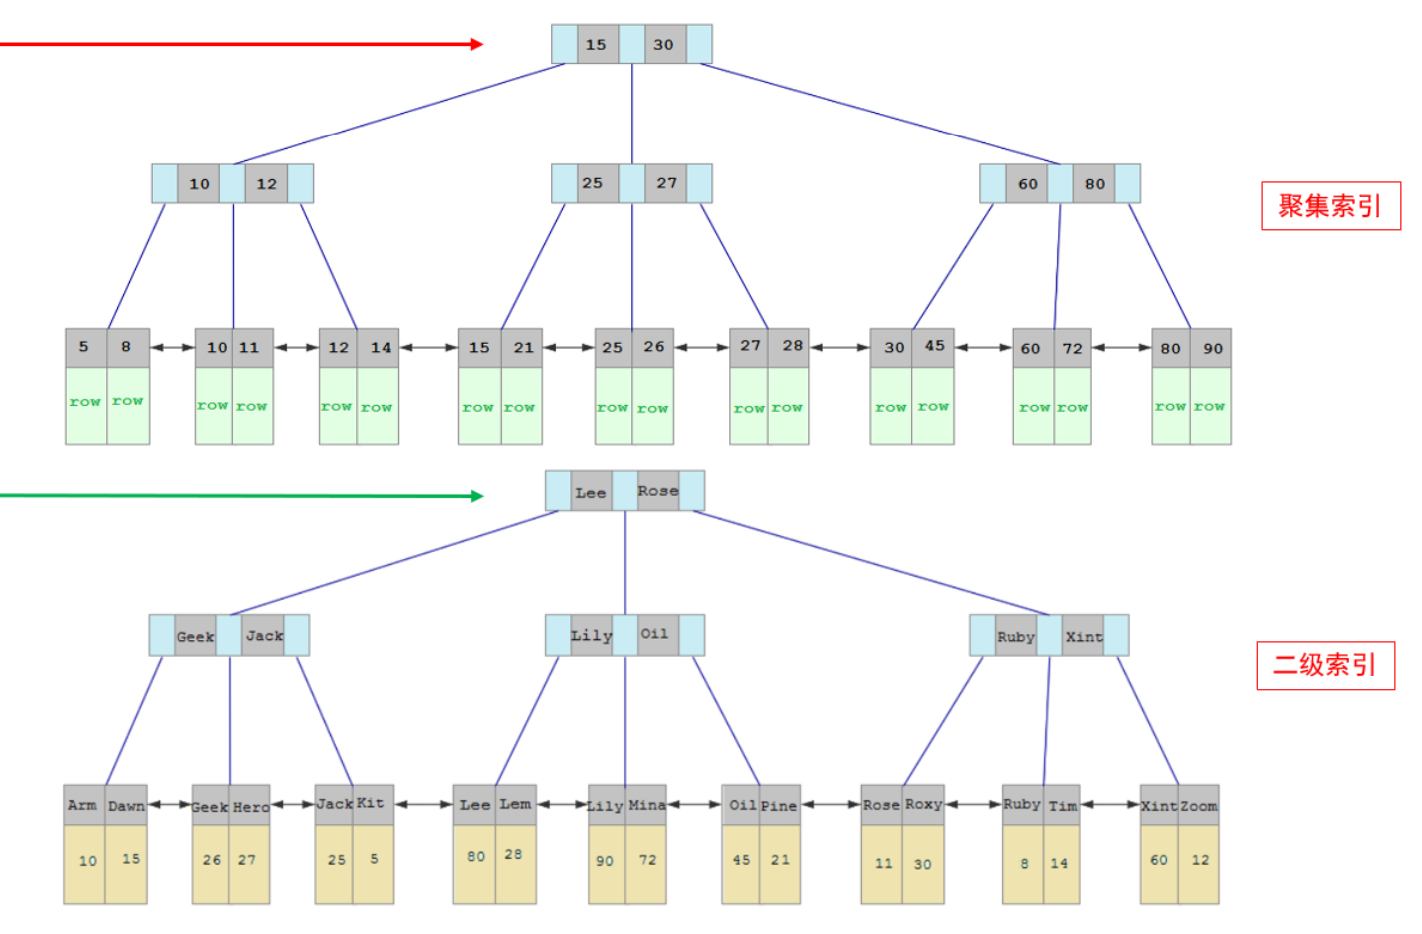 15 30
10 12 25 27 60 80
聚集索引
5 8 10 11 12 14 15 21 25 26 27 28 30 45 60 72 80 90
row row row row row row row row row row row row row row row row row row
Lee Rose
Geek Jack Lily Oil Ruby Xint
二级索引
Arm Dawn Geek Hero Jack Kit Lee Lem Lily Mina Oil Pine Rose Roxy Ruby Tim Xint Zoom
10 15 26 27 25 5 80 28 90 72 45 21 11 30 8 14 60 12